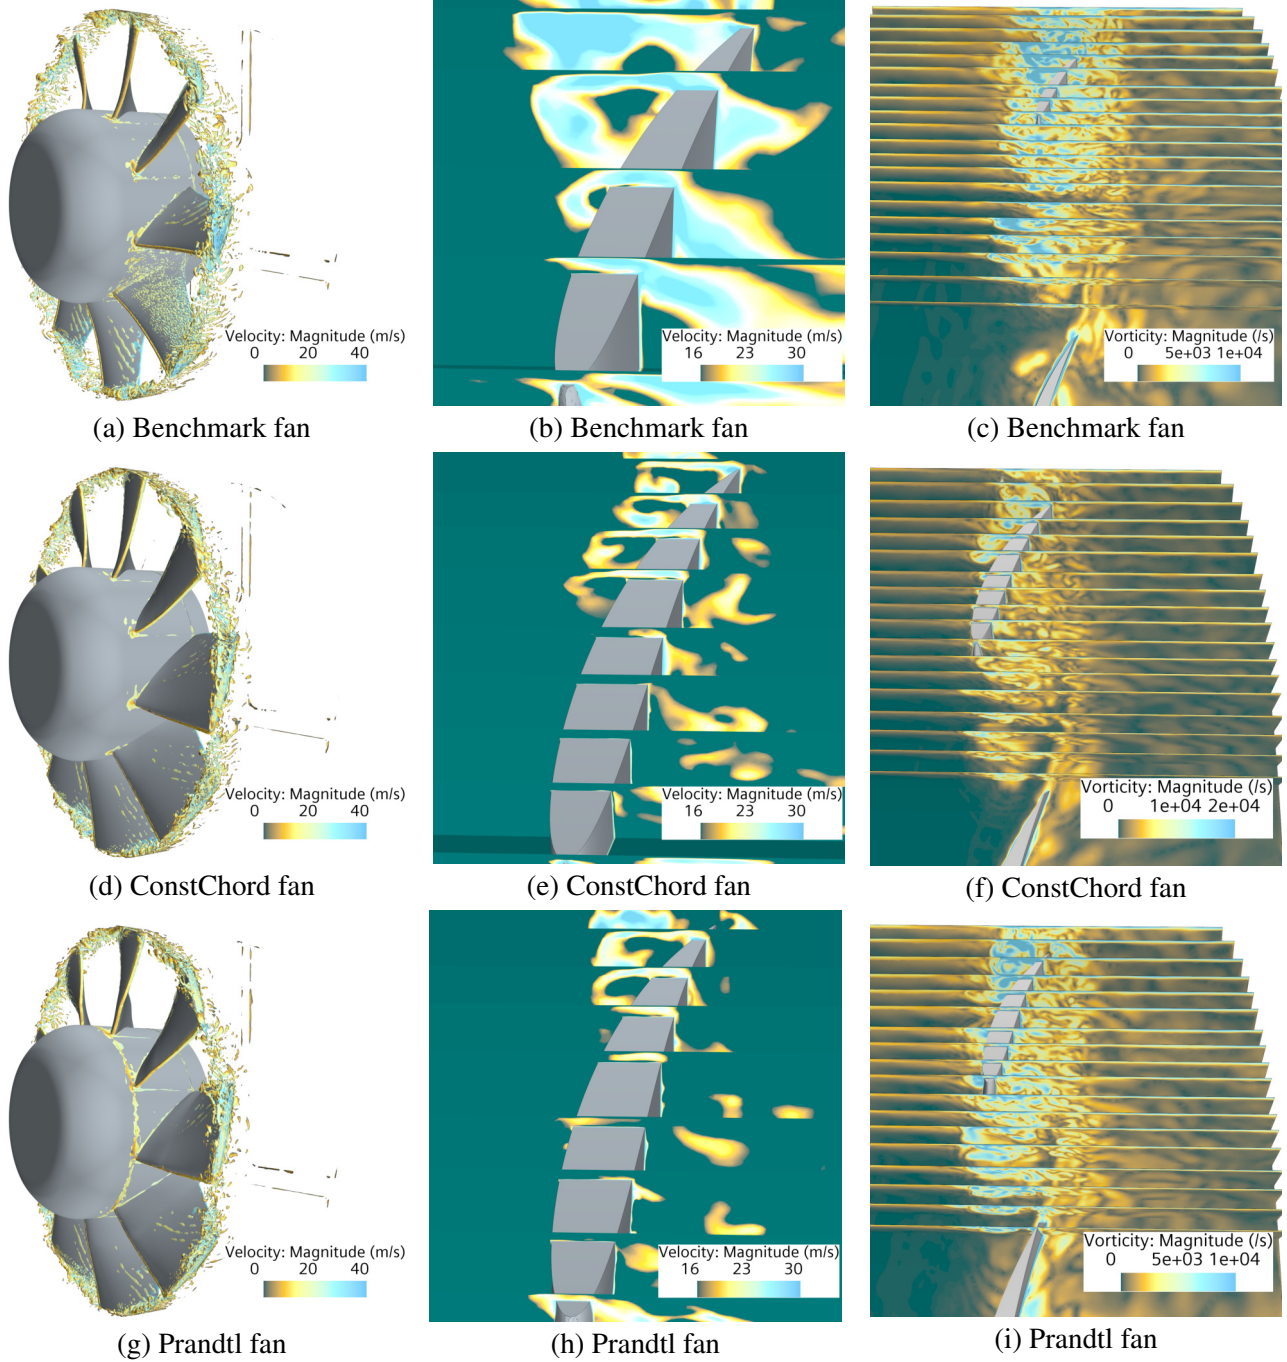 Velocity: Magnitude (m/s)
0 20 40
Velocity: Magnitude (m/s)
16 23 30
Vorticity: Magnitude (/s)
0 5e+03 1e+04
(a) Benchmark fan
(b) Benchmark fan
(c) Benchmark fan
Velocity: Magnitude (m/s)
0 20 40
Velocity: Magnitude (m/s)
16 23 30
Vorticity: Magnitude (/s)
0 1e+04 2e+04
(d) ConstChord fan
(e) ConstChord fan
(f) ConstChord fan
Velocity: Magnitude (m/s)
0 20 40
Velocity: Magnitude (m/s)
16 23 30
Vorticity: Magnitude (/s)
0 5e+03 1e+04
(g) Prandtl fan
(h) Prandtl fan
(i) Prandtl fan